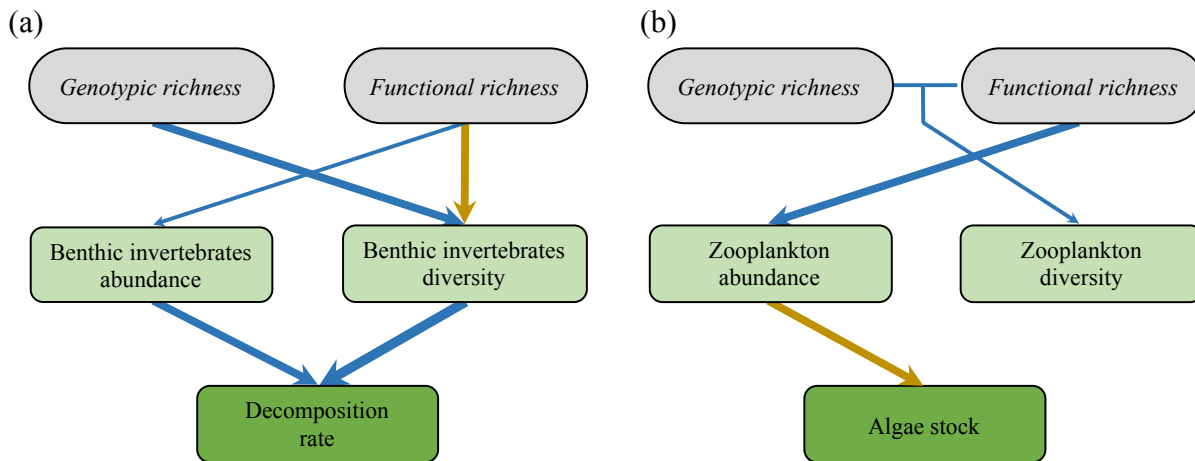 (a)
Genotypic richness
Functional richness
Benthic invertebrates
abundance
Benthic invertebrates
diversity
Decomposition
rate
(b)
Genotypic richness
Functional richness
Zooplankton
abundance
Zooplankton
diversity
Algae stock